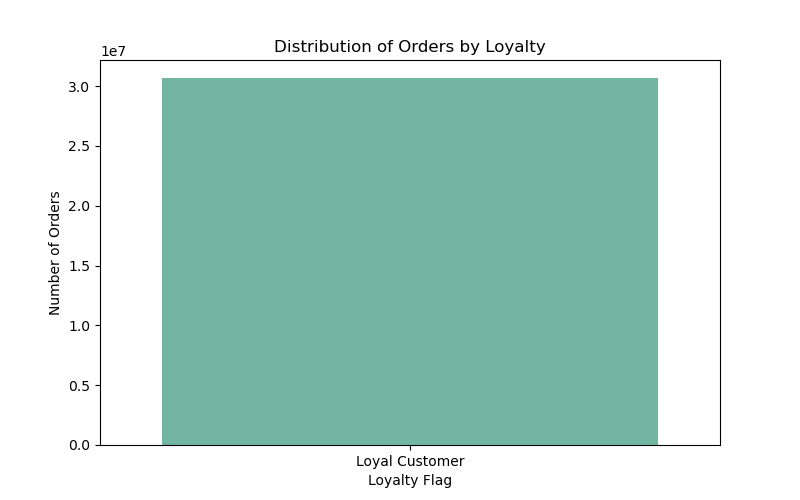 Distribution of Orders by Loyalty
1e7
3.0
2.5
2.0
1.5
1.0
0.5
0.0
Number of Orders
Loyal Customer
Loyalty Flag